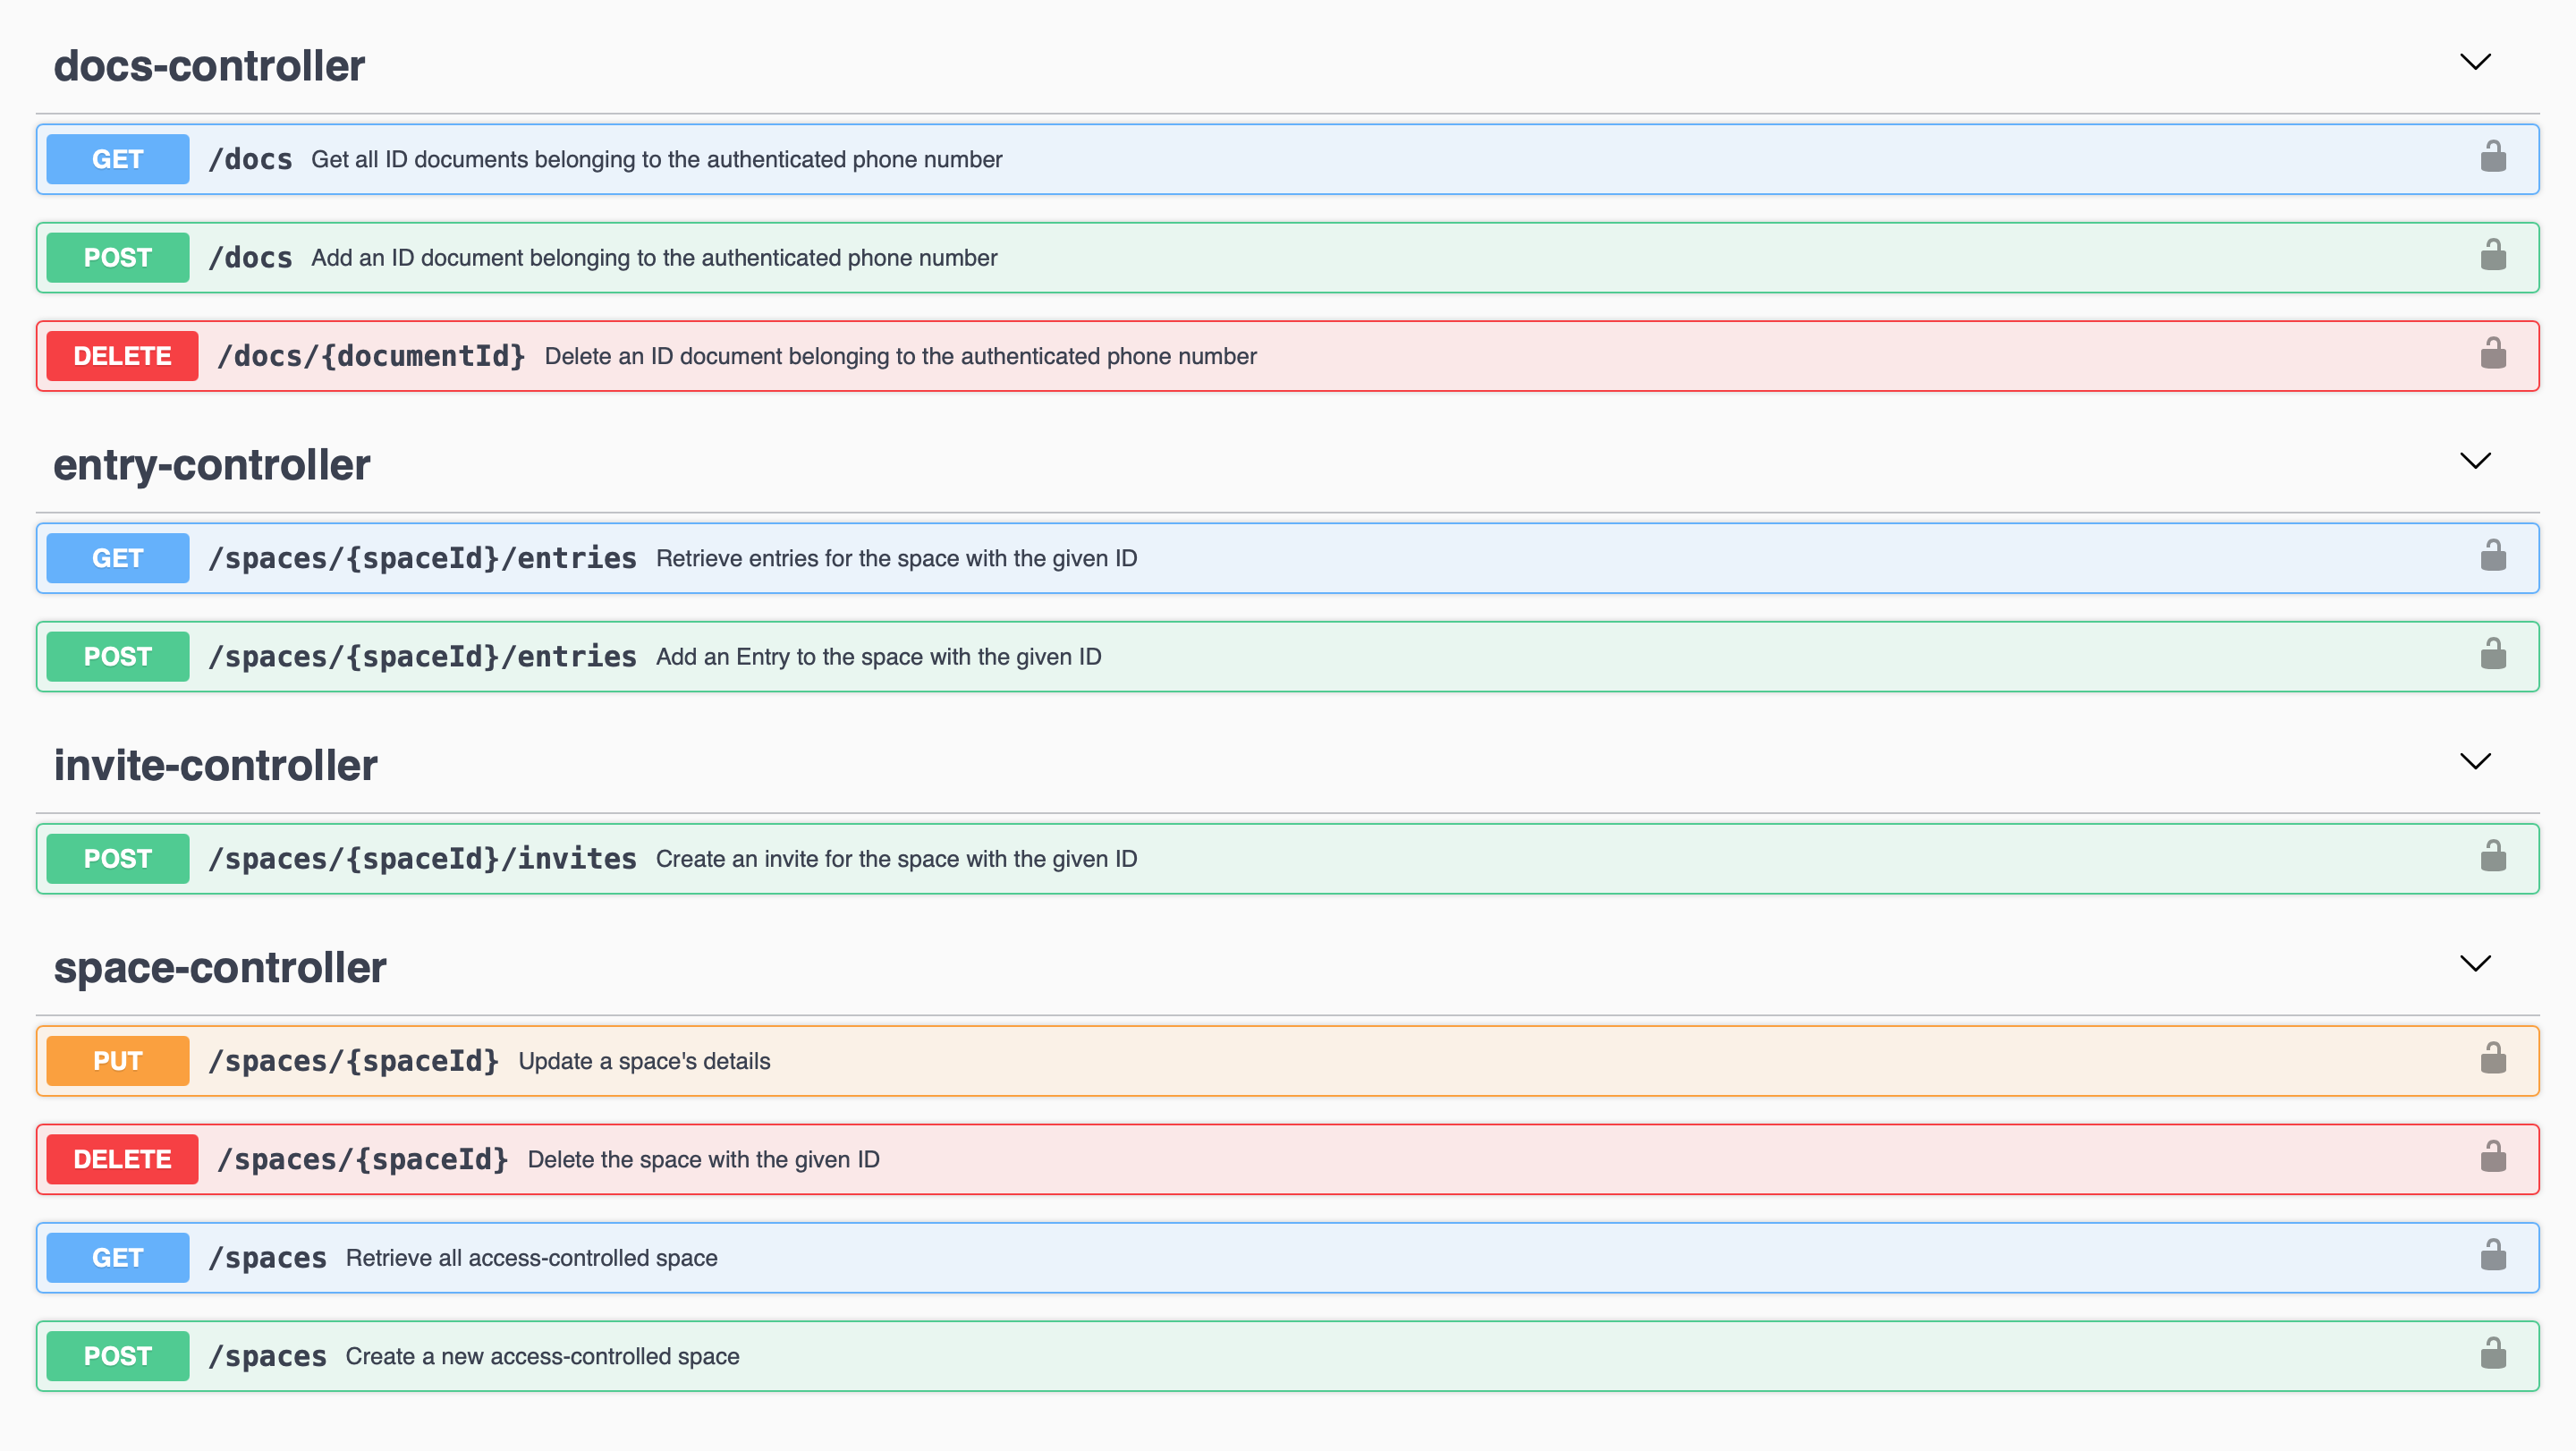 docs-controller
GET /docs Get all ID documents belonging to the authenticated phone number
POST /docs Add an ID document belonging to the authenticated phone number
DELETE /docs/{documentId} Delete an ID document belonging to the authenticated phone number
entry-controller
GET /spaces/{spaceId}/entries Retrieve entries for the space with the given ID
POST /spaces/{spaceId}/entries Add an Entry to the space with the given ID
invite-controller
POST /spaces/{spaceId}/invites Create an invite for the space with the given ID
space-controller
PUT /spaces/{spaceId} Update a space's details
DELETE /spaces/{spaceId} Delete the space with the given ID
GET /spaces Retrieve all access-controlled space
POST /spaces Create a new access-controlled space